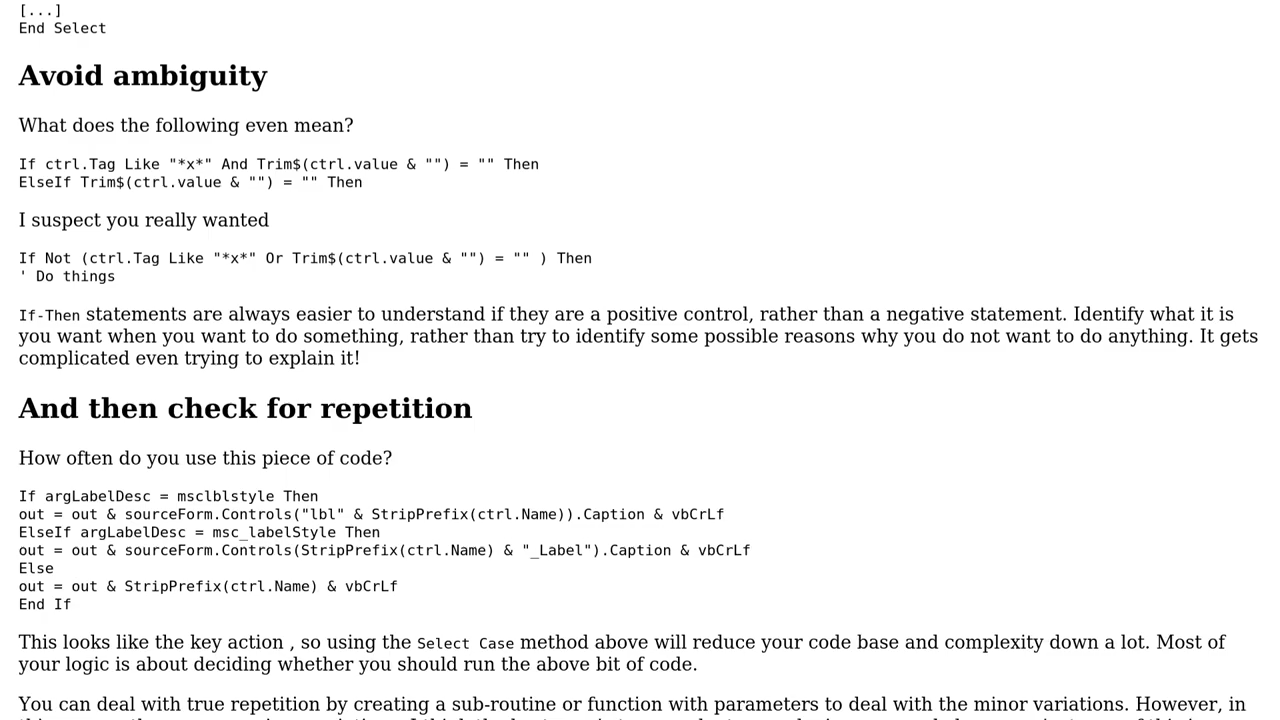 [...]
End Select
Avoid ambiguity
What does the following even mean?
If ctrl.Tag Like "*x*" And Trim$(ctrl.value & "") = "" Then
ElseIf Trim$(ctrl.value & "") = "" Then
I suspect you really wanted
If Not (ctrl.Tag Like "*x*" Or Trim$(ctrl.value & "") = "" ) Then
' Do things
If-Then statements are always easier to understand if they are a positive control, rather than a negative statement. Identify what it is
you want when you want to do something, rather than try to identify some possible reasons why you do not want to do anything. It gets
complicated even trying to explain it!
And then check for repetition
How often do you use this piece of code?
If argLabelDesc = msclblstyle Then
out = out & sourceForm.Controls("lbl" & StripPrefix(ctrl.Name)).Caption & vbCrLf
ElseIf argLabelDesc = msc_labelStyle Then
out = out & sourceForm.Controls(StripPrefix(ctrl.Name) & "_Label").Caption & vbCrLf
Else
out = out & StripPrefix(ctrl.Name) & vbCrLf
End If
This looks like the key action , so using the Select Case method above will reduce your code base and complexity down a lot. Most of
your logic is about deciding whether you should run the above bit of code.
You can deal with true repetition by creating a sub-routine or function with parameters to deal with the minor variations. However, in